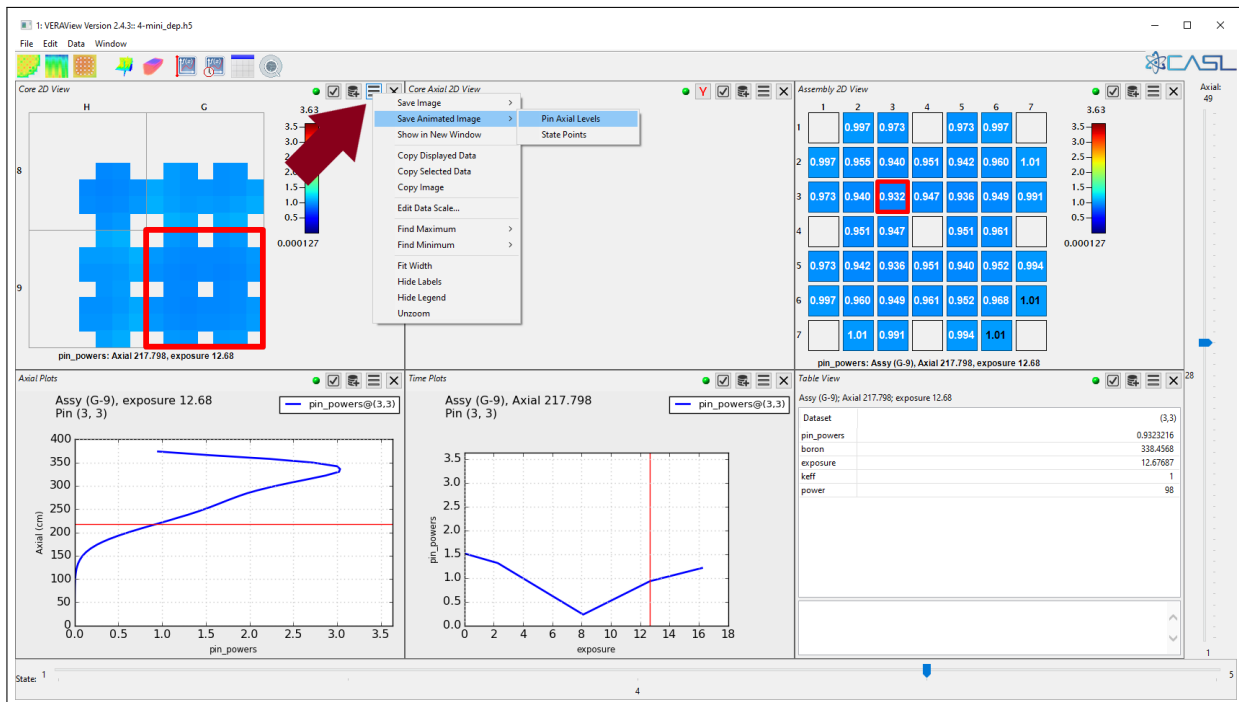 1: VERAView Version 2.4.3:: 4-mini_dep.h5
File Edit Data Window
CASL
Core 2D View
H G
3.63
3.5
3.0
2.
1.5
1.0
0.5
0.000127
8
9
pin_powers: Axial 217.798, exposure 12.68
Core Axial 2D View
Y
Save Image >
Save Animated Image >
Show in New Window
Copy Displayed Data
Copy Selected Data
Copy Image
Edit Data Scale...
Find Maximum >
Find Minimum >
Fit Width
Hide Labels
Hide Legend
Unzoom
Pin Axial Levels
State Points
Assembly 2D View
1 2 3 4 5 6 7
1 0.997 0.973 0.973 0.997
2 0.997 0.955 0.940 0.951 0.942 0.960 1.01
3 0.973 0.940 0.932 0.947 0.936 0.949 0.991
4 0.951 0.947 0.951 0.961
5 0.973 0.942 0.936 0.951 0.940 0.952 0.994
6 0.997 0.960 0.949 0.961 0.952 0.968 1.01
7 1.01 0.991 0.994 1.01
3.63
3.5
3.0
2.5
2.0
1.5
1.0
0.5
0.000127
pin_powers: Assy (G-9), Axial 217.798, exposure 12.68
Axial:
49
28
1
Axial Plots
Assy (G-9), exposure 12.68
Pin (3, 3)
pin_powers@(3,3)
400
350
300
250
200
150
100
50
0
Axial (cm)
0.0 0.5 1.0 1.5 2.0 2.5 3.0 3.5
pin_powers
Time Plots
Assy (G-9), Axial 217.798
Pin (3, 3)
pin_powers@(3,3)
3.5
3.0
2.5
2.0
1.5
1.0
0.5
0.0
pin_powers
0 2 4 6 8 10 12 14 16 18
exposure
Table View
Assy (G-9); Axial 217.798; exposure 12.68
Dataset (3,3)
pin_powers 0.9323216
boron 338.4568
exposure 12.67687
keff 1
power 98
State: 1 4 5